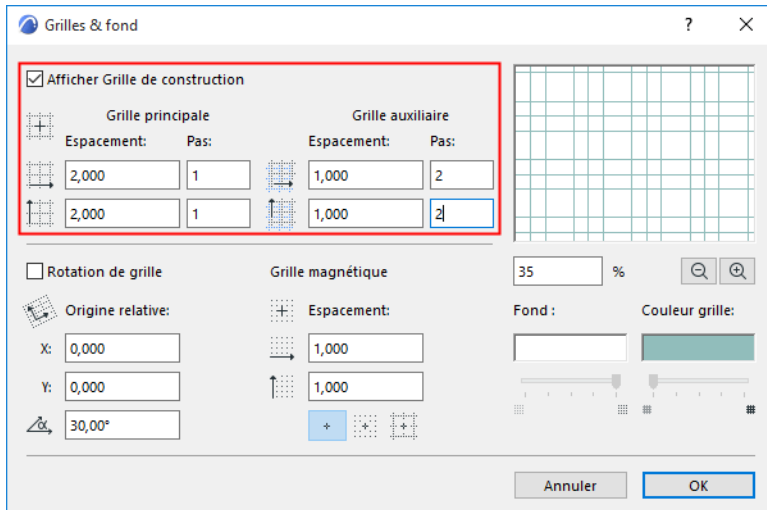 Grilles & fond
Afficher Grille de construction
Grille principale Grille auxiliaire
Espacement: Pas: Espacement: Pas:
2,000 1 1,000 2
2,000 1 1,000 2
Rotation de grille Grille magnétique 35 %
Origine relative: Espacement: Fond : Couleur grille:
X: 0,000 1,000
Y: 0,000 1,000
α 30,00°
Annuler OK